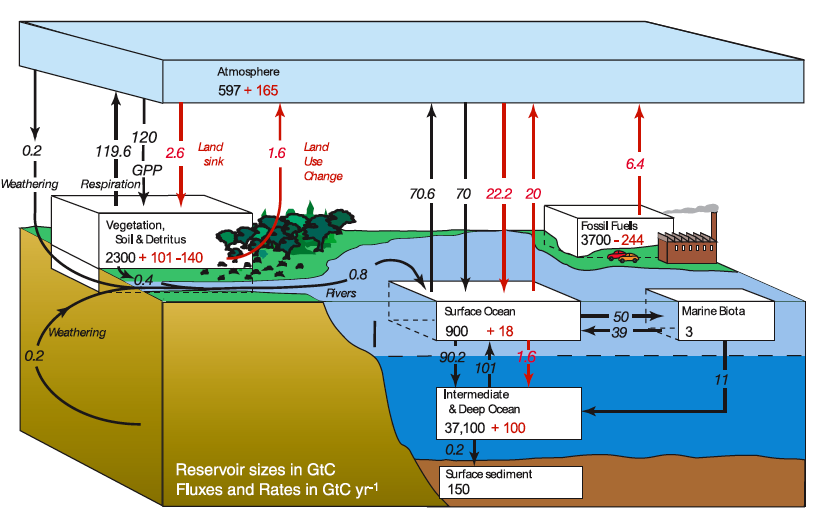 Atmosphere
597 + 165
0.2
Weathering
119.6
Respiration
120
GPP
2.6
Land
sink
1.6
Land
Use
Change
70.6
70
22.2
20
6.4
Fossil Fuels
3700 - 244
Vegetation,
Soil & Detritus
2300 + 101 -140
0.4
0.8
Rivers
Weathering
0.2
Surface Ocean
900 + 18
50
39
Marine Biota
3
90.2
101
1.6
11
Intermediate
& Deep Ocean
37,100 + 100
0.2
Surface sediment
150
Reservoir sizes in GtC
Fluxes and Rates in GtC yr-1